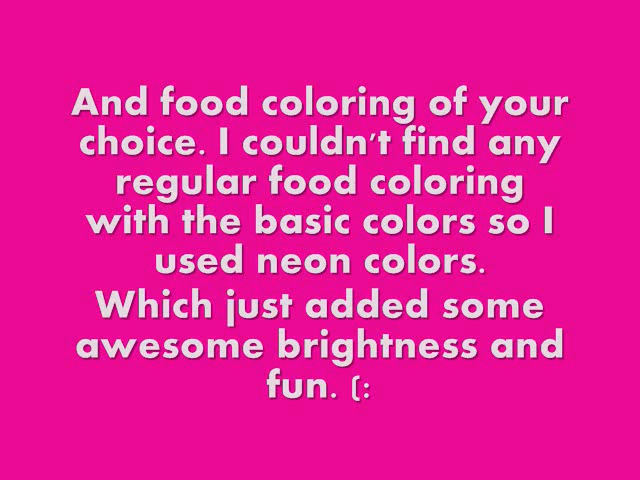 And food coloring of your
choice. I couldn't find any
regular food coloring
with the basic colors so I
used neon colors.
Which just added some
awesome brightness and
fun. (: